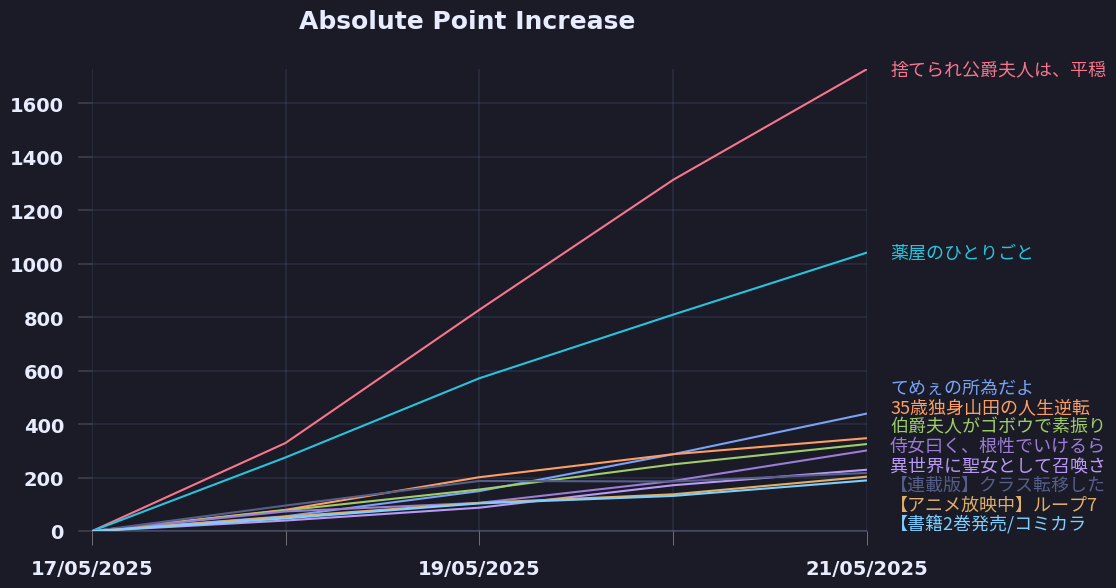 Absolute Point Increase
捨てられ公爵夫人は、平穏
1600
1400
1200
薬屋のひとりごと
1000
800
600
てめぇの所為だよ
35歳独身山田の人生逆転
400
伯爵夫人がゴボウで素振り
侍女曰く、根性でいけるら
異世界に聖女として召喚さ
200
【連載版】クラス転移した
【アニメ放映中】ループ7
【書籍2巻発売/コミカラ
0
17/05/2025
19/05/2025
21/05/2025